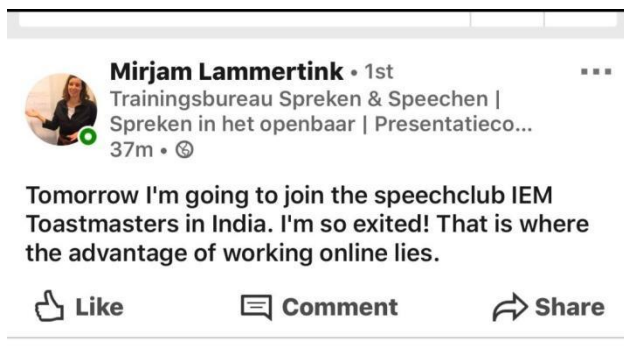 Mirjam Lammertink • 1st
Trainingsbureau Spreken & Speechen |
Spreken in het openbaar | Presentatieco...
37m •
Tomorrow I'm going to join the speechclub IEM
Toastmasters in India. I'm so exited! That is where
the advantage of working online lies.
Like Comment Share